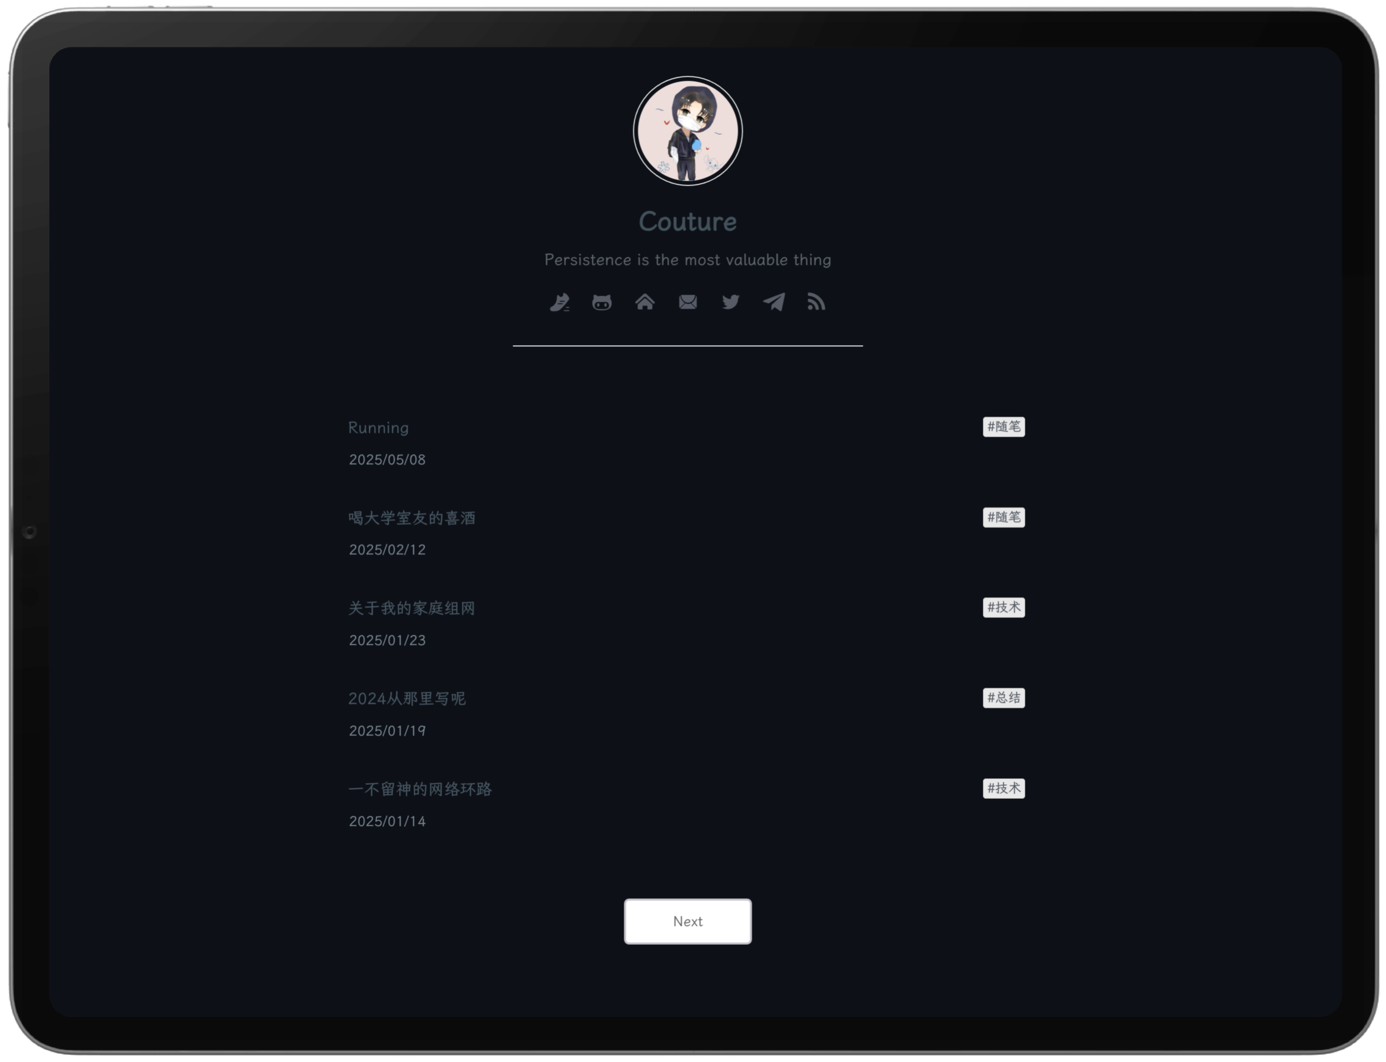 Couture
Persistence is the most valuable thing
Running #随笔
2025/05/08
喝大学室友的喜酒 #随笔
2025/02/12
关于我的家庭组网 #技术
2025/01/23
2024从那里写呢 #总结
2025/01/19
一不留神的网络环路 #技术
2025/01/14
Next